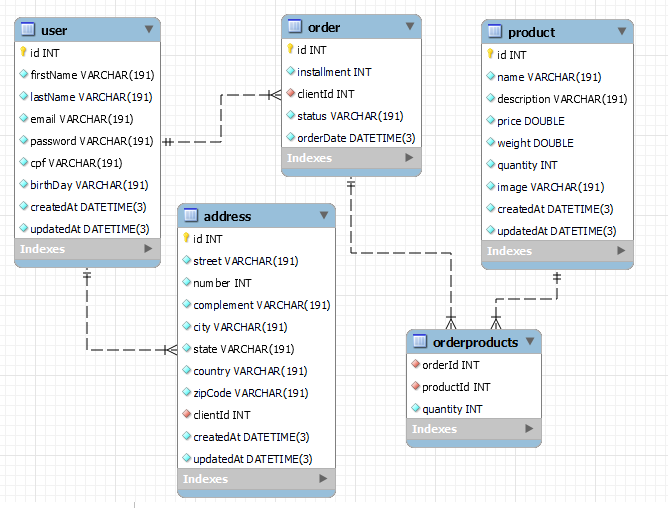 user
id INT
firstName VARCHAR(191)
lastName VARCHAR(191)
email VARCHAR(191)
password VARCHAR(191)
cpf VARCHAR(191)
birthDay VARCHAR(191)
createdAt DATETIME(3)
updatedAt DATETIME(3)
Indexes
order
id INT
installment INT
clientId INT
status VARCHAR(191)
orderDate DATETIME(3)
Indexes
product
id INT
name VARCHAR(191)
description VARCHAR(191)
price DOUBLE
weight DOUBLE
quantity INT
image VARCHAR(191)
createdAt DATETIME(3)
updatedAt DATETIME(3)
Indexes
address
id INT
street VARCHAR(191)
number INT
complement VARCHAR(191)
city VARCHAR(191)
state VARCHAR(191)
country VARCHAR(191)
zipCode VARCHAR(191)
clientId INT
createdAt DATETIME(3)
updatedAt DATETIME(3)
Indexes
orderproducts
orderId INT
productId INT
quantity INT
Indexes